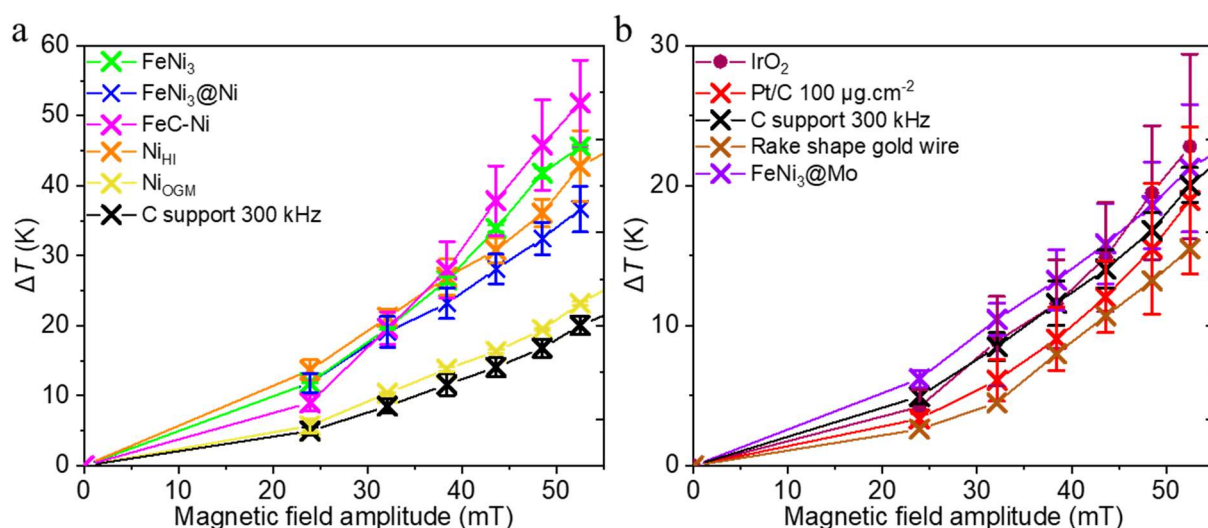 a
60
50
40
30
20
10
0
ΔT (K)
FeNi₃
FeNi₃@Ni
FeC-Ni
Ni_HI
Ni_OGM
C support 300 kHz
0 10 20 30 40 50
Magnetic field amplitude (mT)
b
30
20
10
0
ΔT (K)
IrO₂
Pt/C 100 µg.cm⁻²
C support 300 kHz
Rake shape gold wire
FeNi₃@Mo
0 10 20 30 40 50
Magnetic field amplitude (mT)